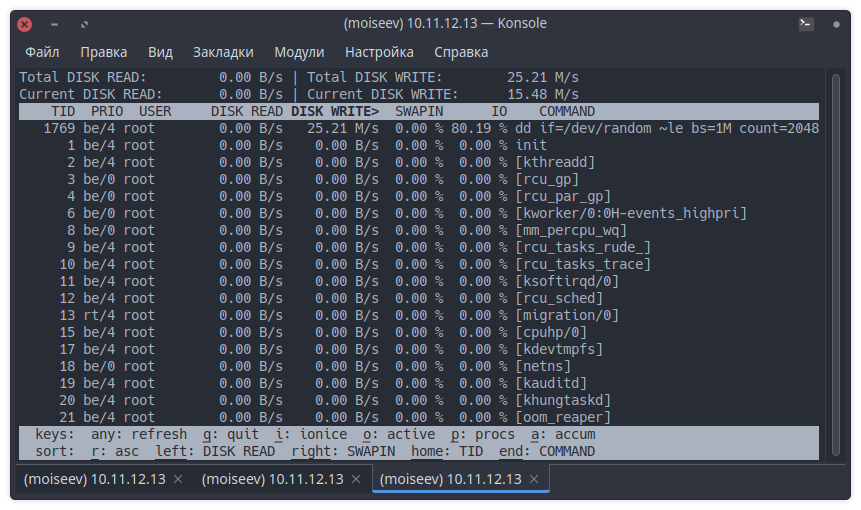 (moiseev) 10.11.12.13 — Konsole
Файл Правка Вид Закладки Модули Настройка Справка
Total DISK READ: 0.00 B/s | Total DISK WRITE: 25.21 M/s
Current DISK READ: 0.00 B/s | Current DISK WRITE: 15.48 M/s
TID PRIO USER DISK READ DISK WRITE> SWAPIN IO COMMAND
1769 be/4 root 0.00 B/s 25.21 M/s 0.00 % 80.19 % dd if=/dev/random ~le bs=1M count=2048
1 be/4 root 0.00 B/s 0.00 B/s 0.00 % 0.00 % init
2 be/4 root 0.00 B/s 0.00 B/s 0.00 % 0.00 % [kthreadd]
3 be/0 root 0.00 B/s 0.00 B/s 0.00 % 0.00 % [rcu_gp]
4 be/0 root 0.00 B/s 0.00 B/s 0.00 % 0.00 % [rcu_par_gp]
6 be/0 root 0.00 B/s 0.00 B/s 0.00 % 0.00 % [kworker/0:0H-events_highpri]
8 be/0 root 0.00 B/s 0.00 B/s 0.00 % 0.00 % [mm_percpu_wq]
9 be/4 root 0.00 B/s 0.00 B/s 0.00 % 0.00 % [rcu_tasks_rude_]
10 be/4 root 0.00 B/s 0.00 B/s 0.00 % 0.00 % [rcu_tasks_trace]
11 be/4 root 0.00 B/s 0.00 B/s 0.00 % 0.00 % [ksoftirqd/0]
12 be/4 root 0.00 B/s 0.00 B/s 0.00 % 0.00 % [rcu_sched]
13 rt/4 root 0.00 B/s 0.00 B/s 0.00 % 0.00 % [migration/0]
15 be/4 root 0.00 B/s 0.00 B/s 0.00 % 0.00 % [cpuhp/0]
17 be/4 root 0.00 B/s 0.00 B/s 0.00 % 0.00 % [kdevtmpfs]
18 be/0 root 0.00 B/s 0.00 B/s 0.00 % 0.00 % [netns]
19 be/4 root 0.00 B/s 0.00 B/s 0.00 % 0.00 % [kauditd]
20 be/4 root 0.00 B/s 0.00 B/s 0.00 % 0.00 % [khungtaskd]
21 be/4 root 0.00 B/s 0.00 B/s 0.00 % 0.00 % [oom_reaper]
keys: any: refresh q: quit i: ionice o: active p: procs a: accum
sort: r: asc left: DISK READ right: SWAPIN home: TID end: COMMAND
(moiseev) 10.11.12.13 (moiseev) 10.11.12.13 (moiseev) 10.11.12.13